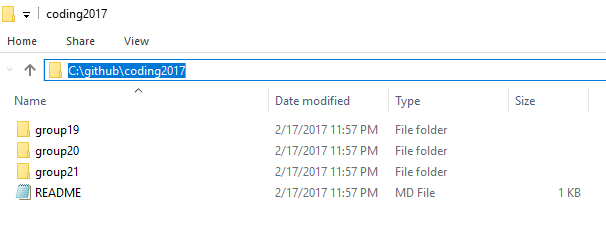 coding2017
Home Share View
C:\github\coding2017
Name Date modified Type Size
group19 2/17/2017 11:57 PM File folder
group20 2/17/2017 11:57 PM File folder
group21 2/17/2017 11:57 PM File folder
README 2/17/2017 11:57 PM MD File 1 KB